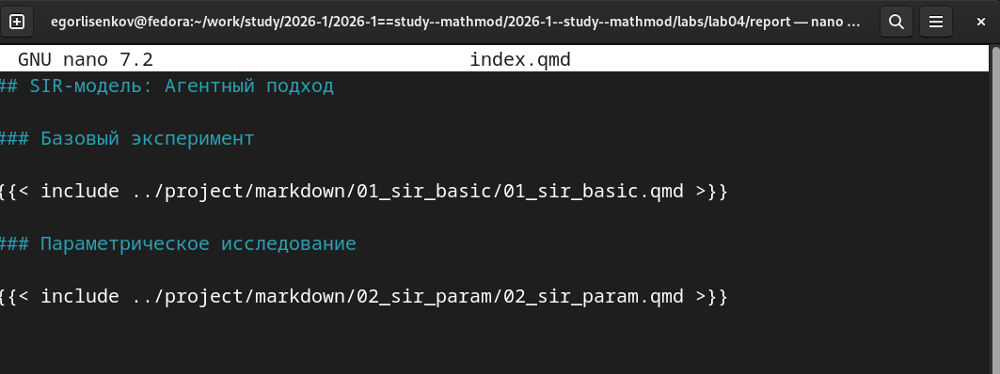 egorlisenkov@fedora:~/work/study/2026-1/2026-1==study--mathmod/2026-1--study--mathmod/labs/lab04/report — nano ...
GNU nano 7.2 index.qmd
## SIR-модель: Агентный подход
### Базовый эксперимент
{{< include ../project/markdown/01_sir_basic/01_sir_basic.qmd >}}
### Параметрическое исследование
{{< include ../project/markdown/02_sir_param/02_sir_param.qmd >}}